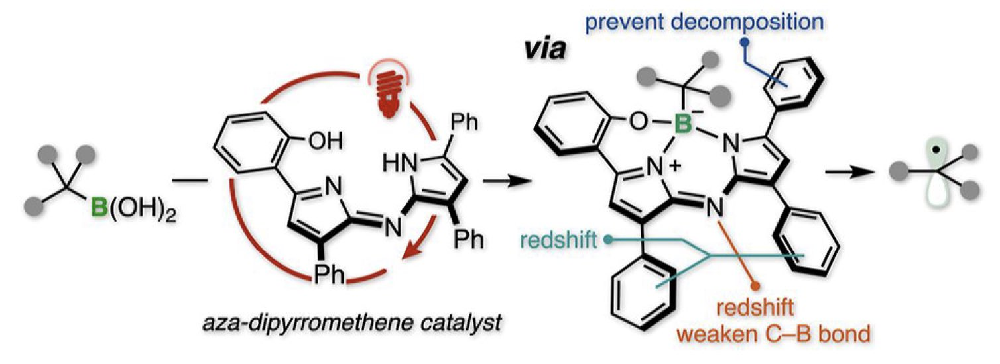 prevent decomposition
via
B(OH)₂
OH
N
HN
Ph
N
Ph
Ph
aza-dipyrromethene catalyst
O
B
−
N
N
+
N
redshift
redshift
weaken C–B bond